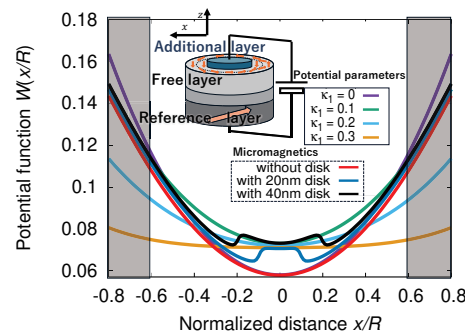 Potential function W(x/R)
0.18
0.16
0.14
0.12
0.1
0.08
0.06
x
z
Additional layer
Free layer
Reference layer
Potential parameters
κ1 = 0
κ1 = 0.1
κ1 = 0.2
κ1 = 0.3
Micromagnetics
without disk
with 20nm disk
with 40nm disk
-0.8 -0.6 -0.4 -0.2 0 0.2 0.4 0.6 0.8
Normalized distance x/R